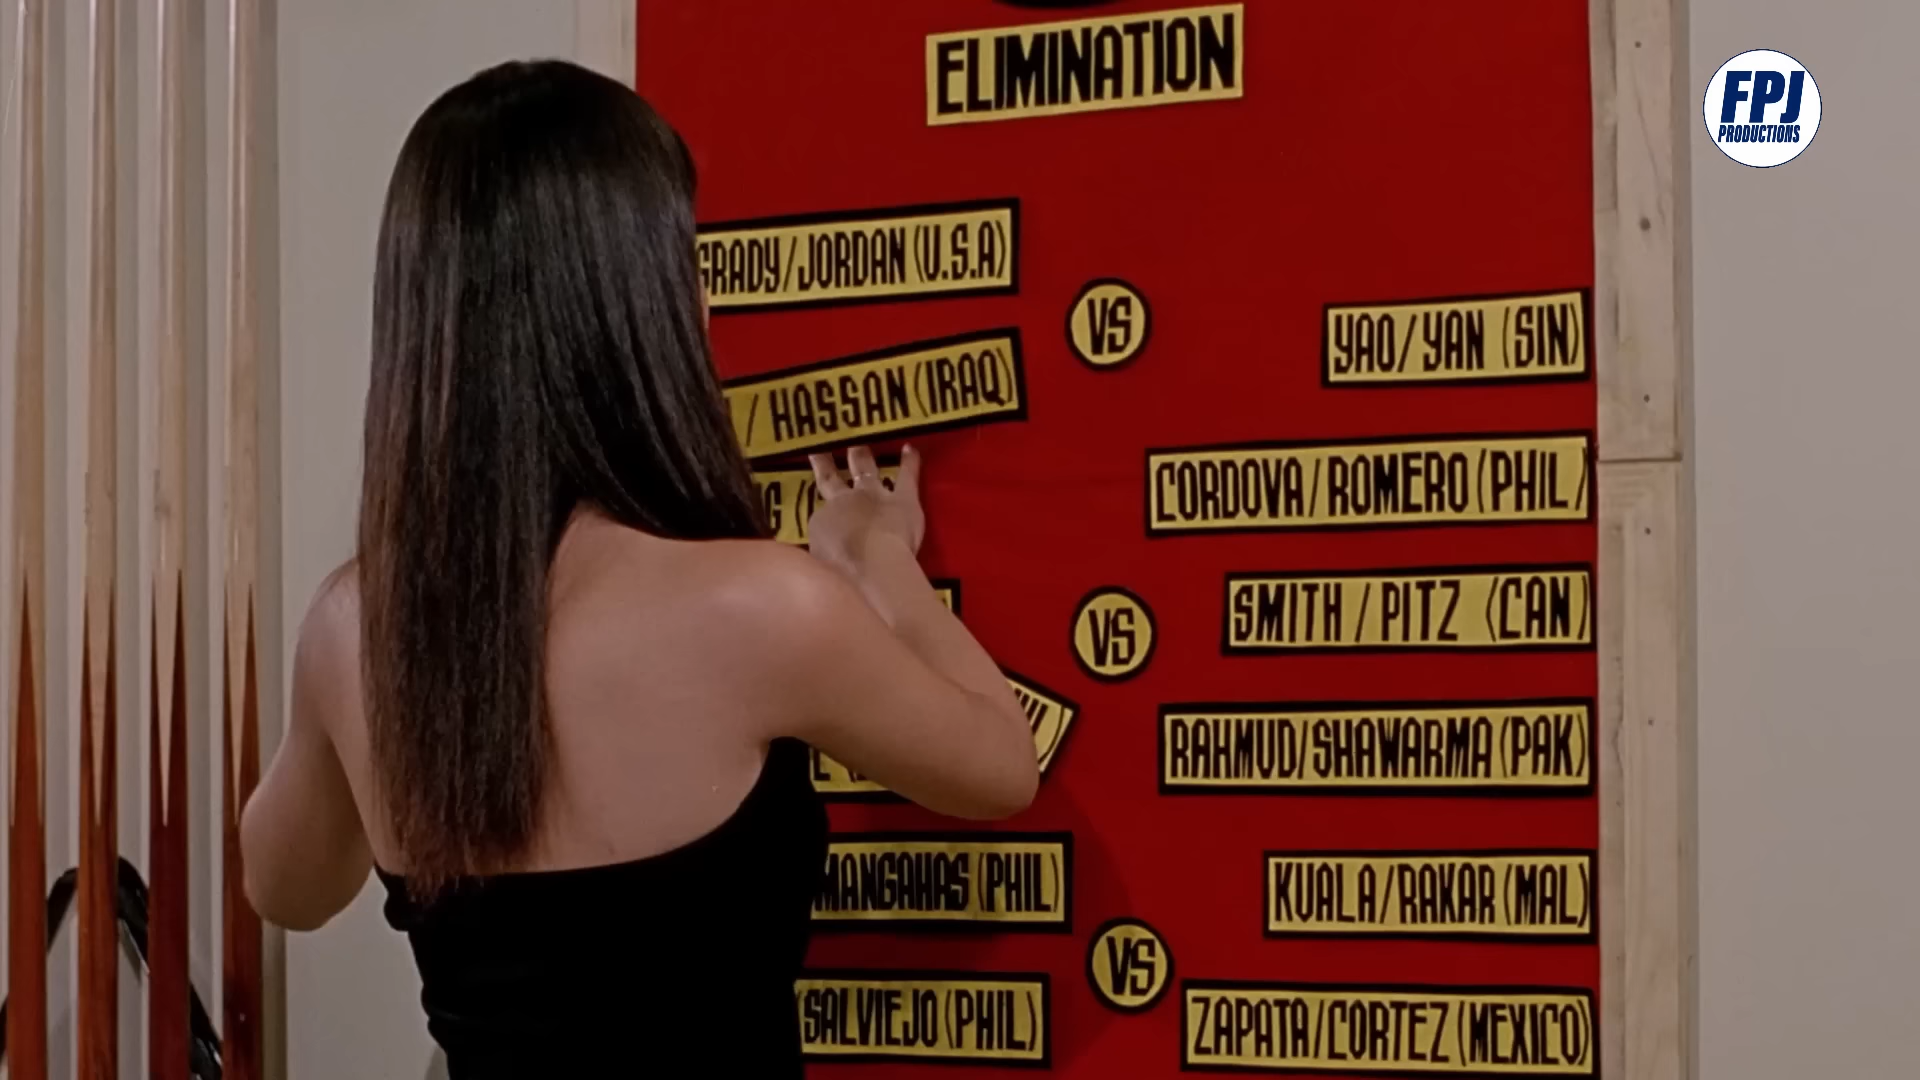 ELIMINATION
FPJ
PRODUCTIONS
GRADY/JORDAN (U.S.A)
VS
YAO/YAN (SIN)
/ HASSAN (IRAQ)
CORDOVA/ROMERO (PHIL)
SMITH / PITZ (CAN)
VS
RAHMUD/SHAWARMA (PAK)
MANGAHAS (PHIL)
KUALA/RAKAR (MAL)
VS
SALVIEJO (PHIL)
ZAPATA/CORTEZ (MEXICO)